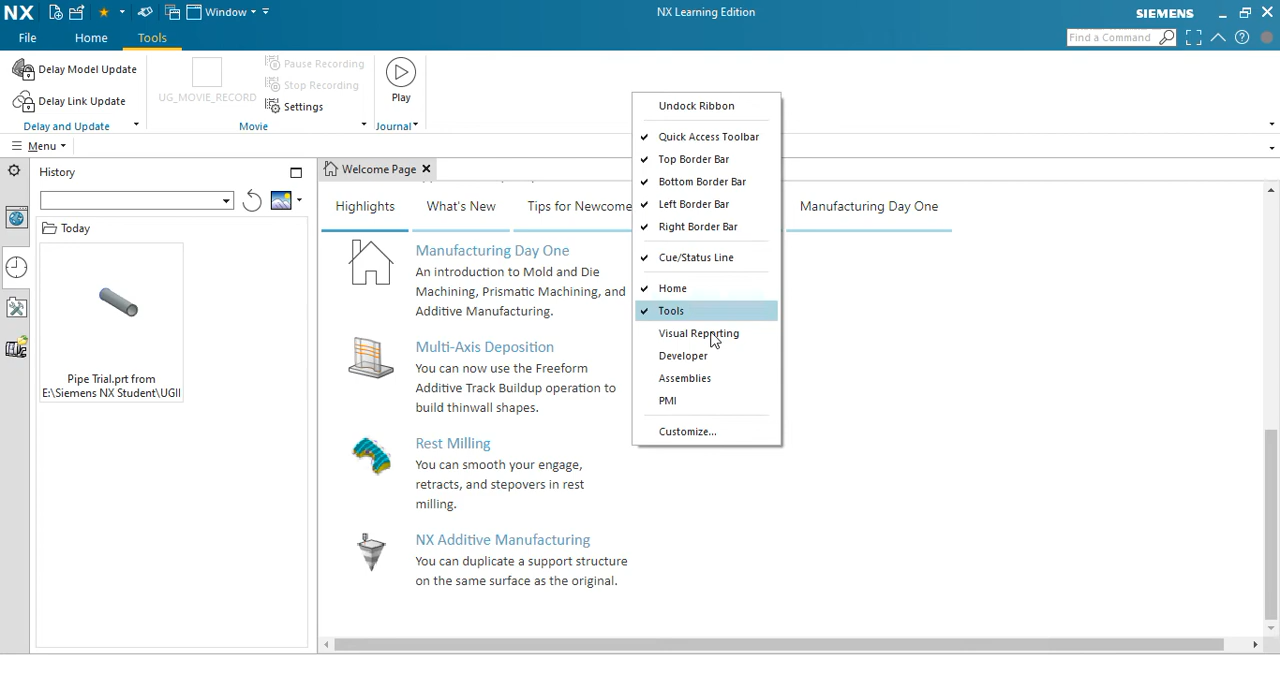 NX Window NX Learning Edition SIEMENS
File Home Tools Find a Command
Delay Model Update
Delay Link Update
Delay and Update
UG_MOVIE_RECORD
Pause Recording
Stop Recording
Settings
Movie
Play
Journal
Menu
History
Today
Pipe Trial.prt from
E:\Siemens NX Student\UGII
Welcome Page
Highlights What's New Tips for Newcome Manufacturing Day One
Manufacturing Day One
An introduction to Mold and Die
Machining, Prismatic Machining, and
Additive Manufacturing.
Multi-Axis Deposition
You can now use the Freeform
Additive Track Buildup operation to
build thinwall shapes.
Rest Milling
You can smooth your engage,
retracts, and stepovers in rest
milling.
NX Additive Manufacturing
You can duplicate a support structure
on the same surface as the original.
Undock Ribbon
Quick Access Toolbar
Top Border Bar
Bottom Border Bar
Left Border Bar
Right Border Bar
Cue/Status Line
Home
Tools
Visual Reporting
Developer
Assemblies
PMI
Customize...